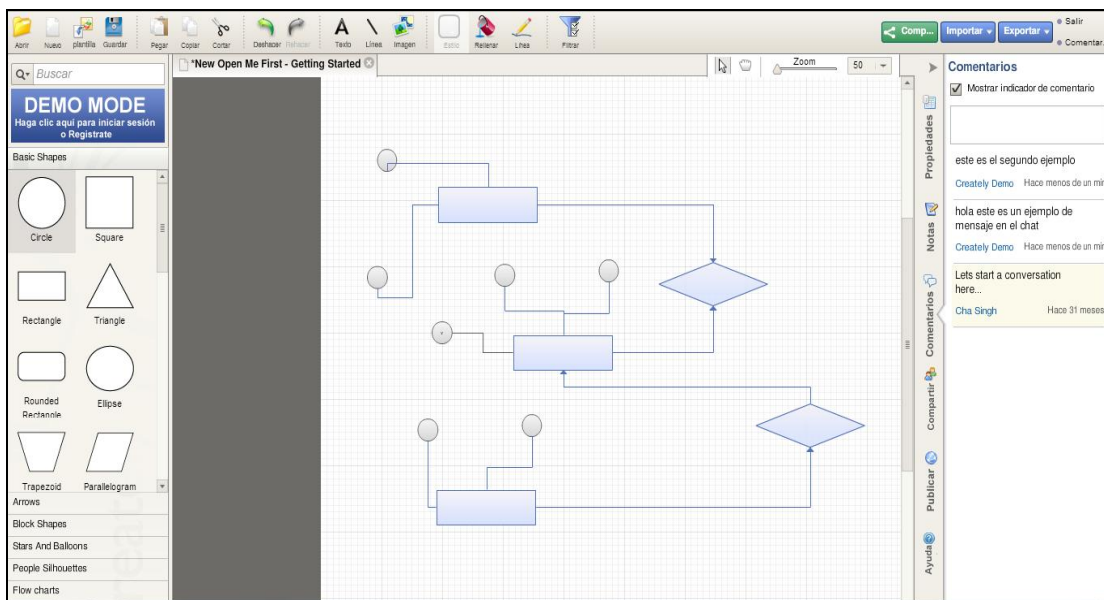 Abrir Nuevo plantilla Guardar Pegar Copiar Cortar Deshacer Rehacer Texto Línea Imagen Estilo Rellenar Línea Filtrar
Comp... Importar Exportar Salir
Comentar.
Buscar
*New Open Me First - Getting Started
Zoom 50
DEMO MODE
Haga clic aquí para iniciar sesión
o Regístrate
Basic Shapes
Circle Square
Rectangle Triangle
Rounded
Rectangle
Ellipse
Trapezoid Parallelogram
Arrows
Block Shapes
Stars And Balloons
People Silhouettes
Flow charts
Propiedades
Notas
Comentarios
Compartir
Publicar
Ayuda
Comentarios
Mostrar indicador de comentario
este es el segundo ejemplo
Creately Demo Hace menos de un min
hola este es un ejemplo de
mensaje en el chat
Creately Demo Hace menos de un min
Lets start a conversation
here...
Cha Singh Hace 31 meses